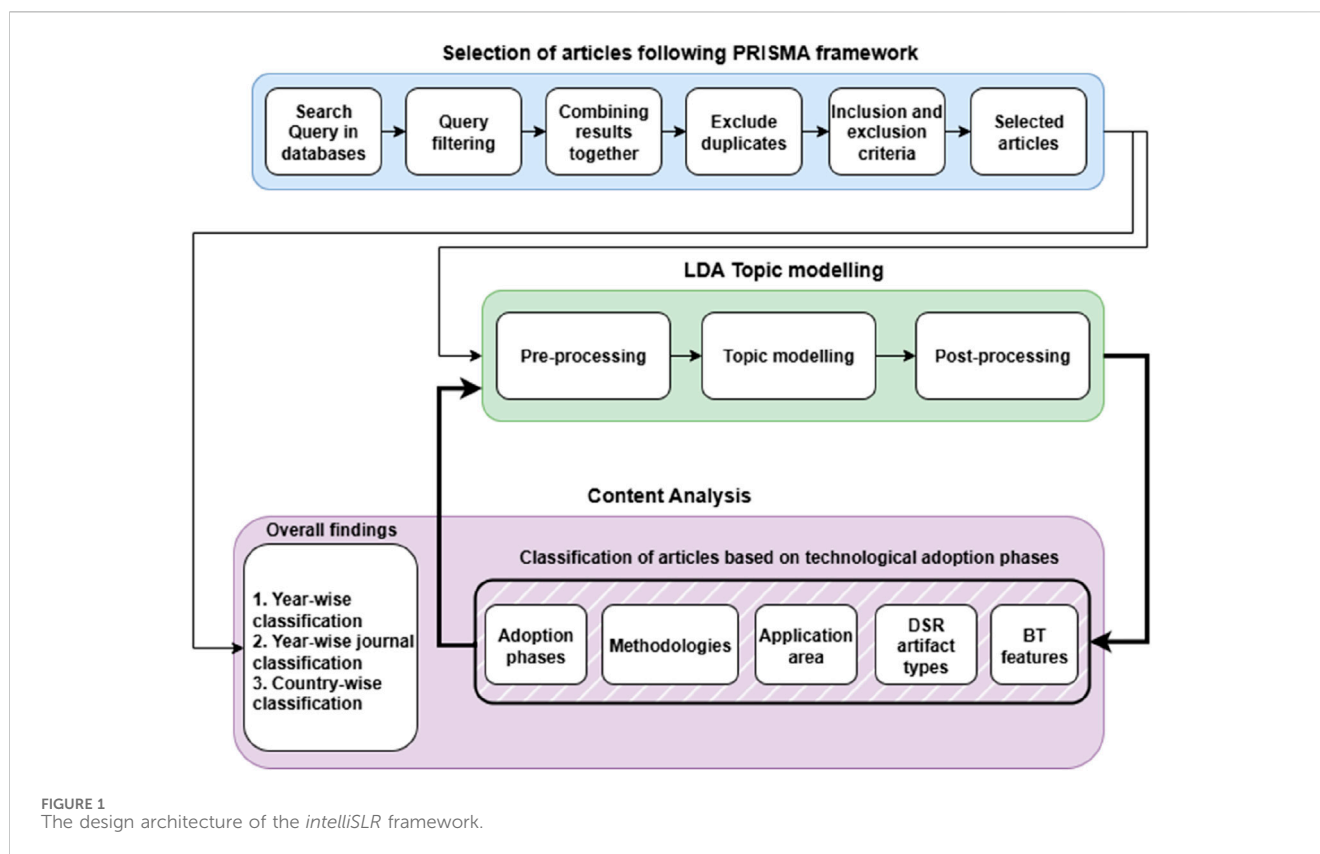 Selection of articles following PRISMA framework
Search
Query in
databases
Query
filtering
Combining
results
together
Exclude
duplicates
Inclusion and
exclusion
criteria
Selected
articles
LDA Topic modelling
Pre-processing
Topic modelling
Post-processing
Content Analysis
Overall findings
1. Year-wise
classification
2. Year-wise journal
classification
3. Country-wise
classification
Classification of articles based on technological adoption phases
Adoption
phases
Methodologies
Application
area
DSR
artifact
types
BT
features
FIGURE 1
The design architecture of the intelliSLR framework.